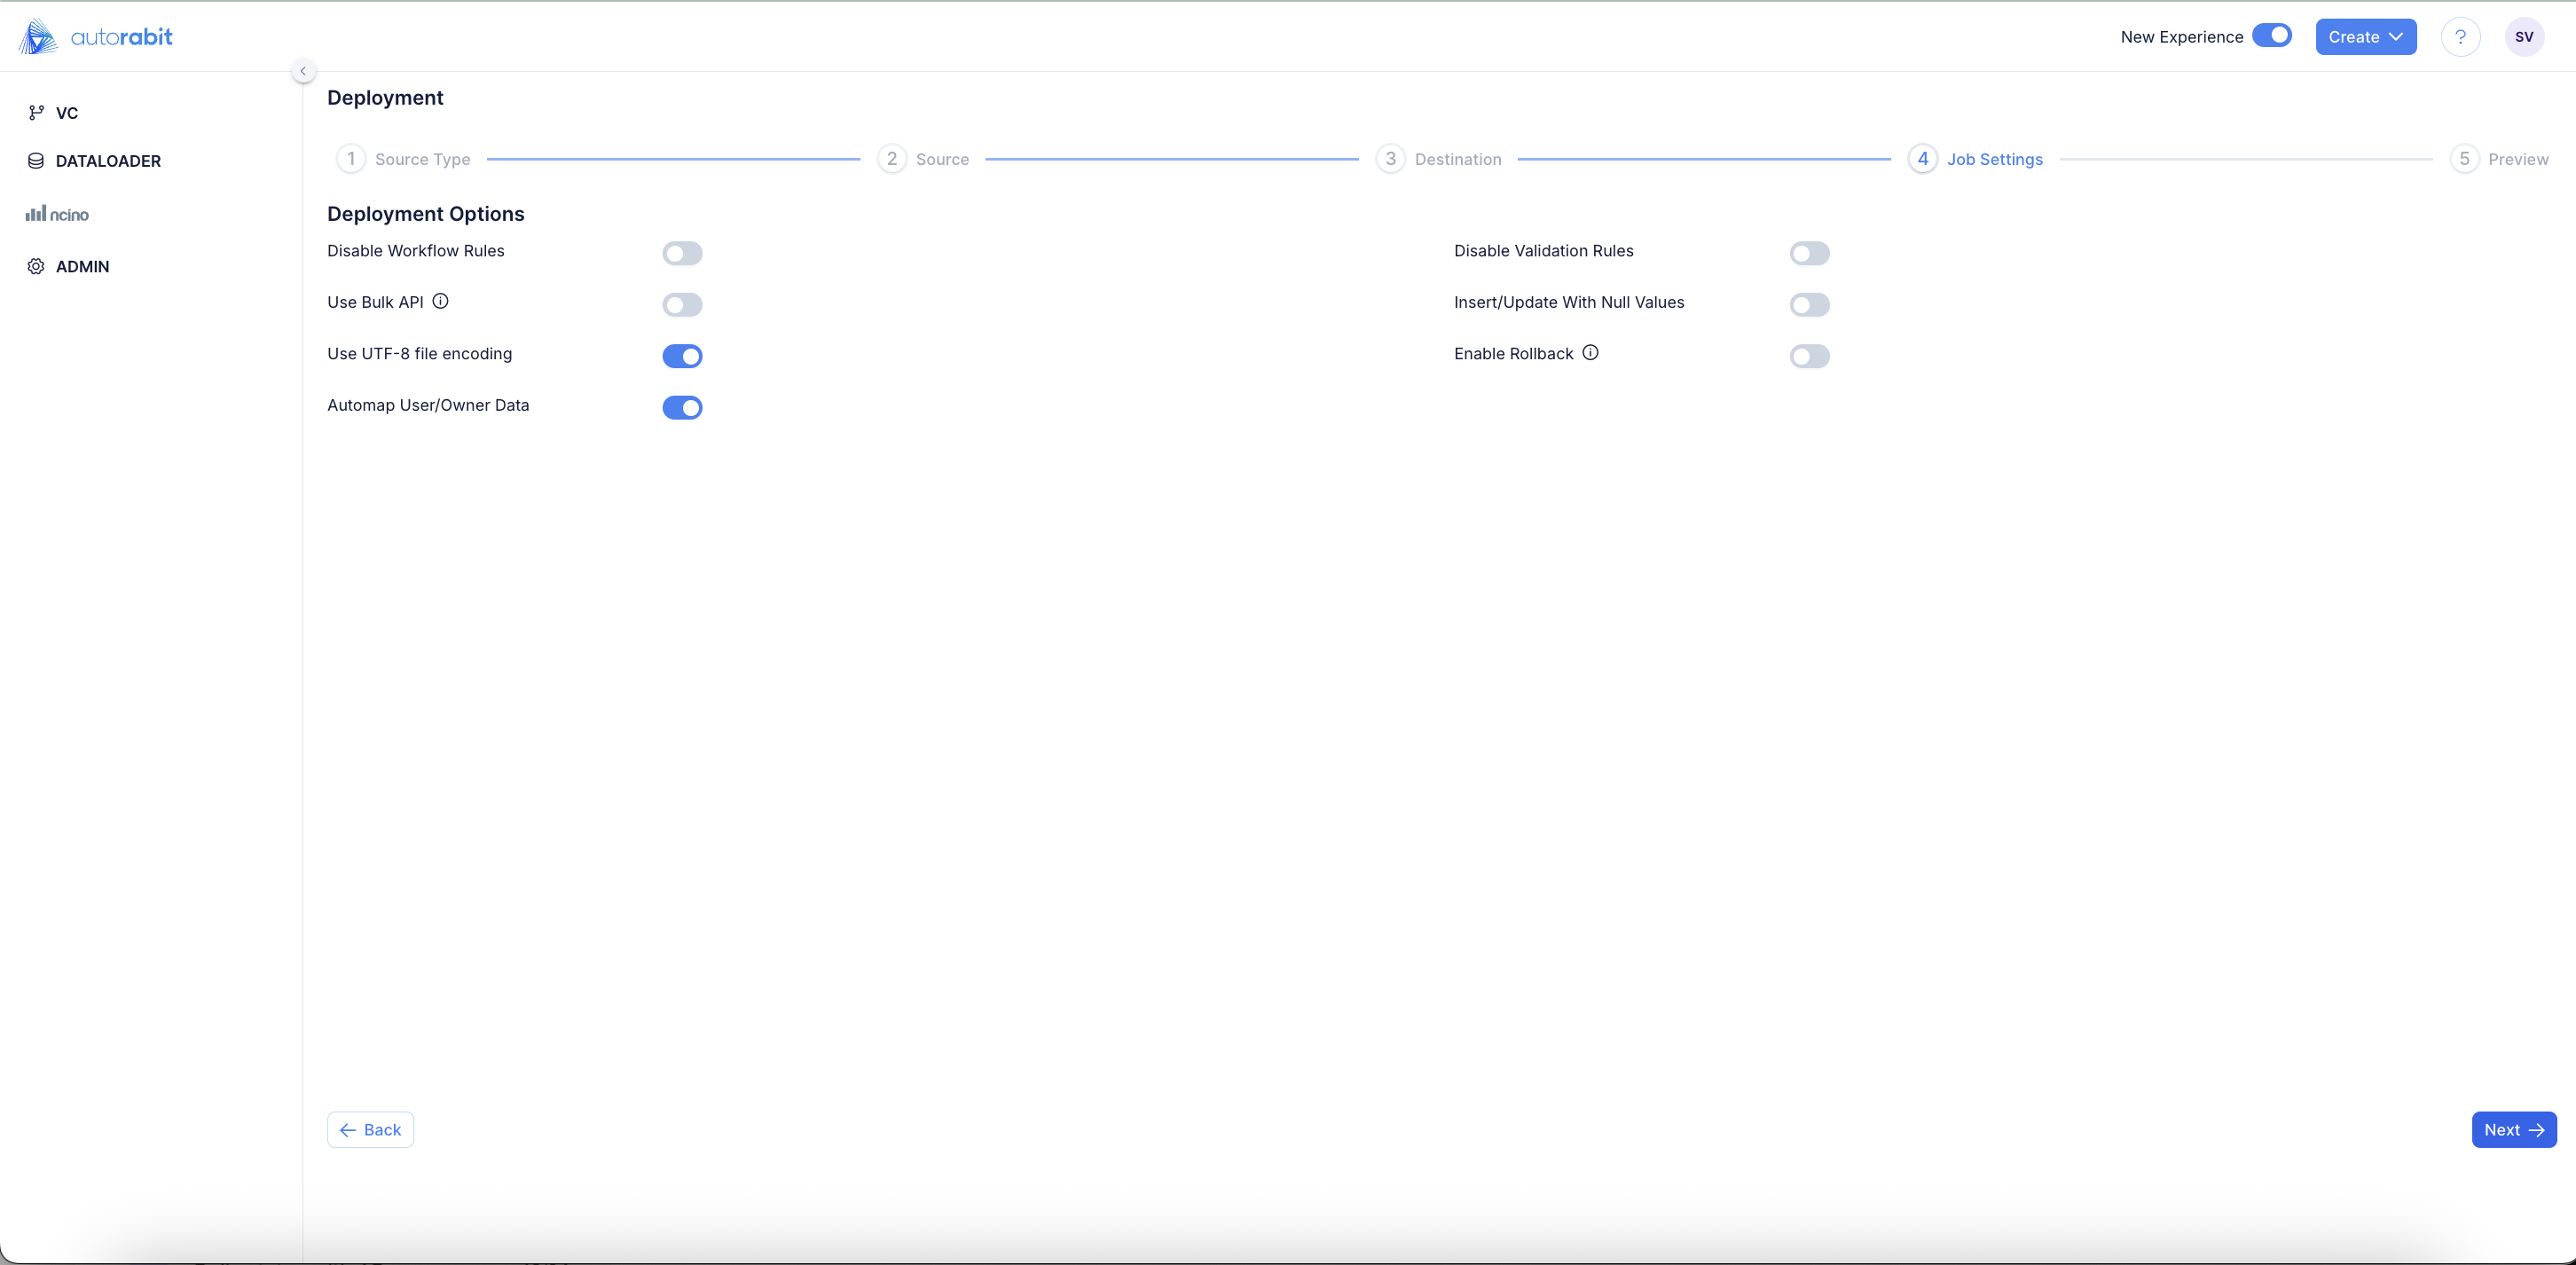 autorabit
New Experience
Create
?
SV
VC
DATALOADER
ncino
ADMIN
Deployment
1 Source Type
2 Source
3 Destination
4 Job Settings
5 Preview
Deployment Options
Disable Workflow Rules
Disable Validation Rules
Use Bulk API
Insert/Update With Null Values
Use UTF-8 file encoding
Enable Rollback
Automap User/Owner Data
Back
Next